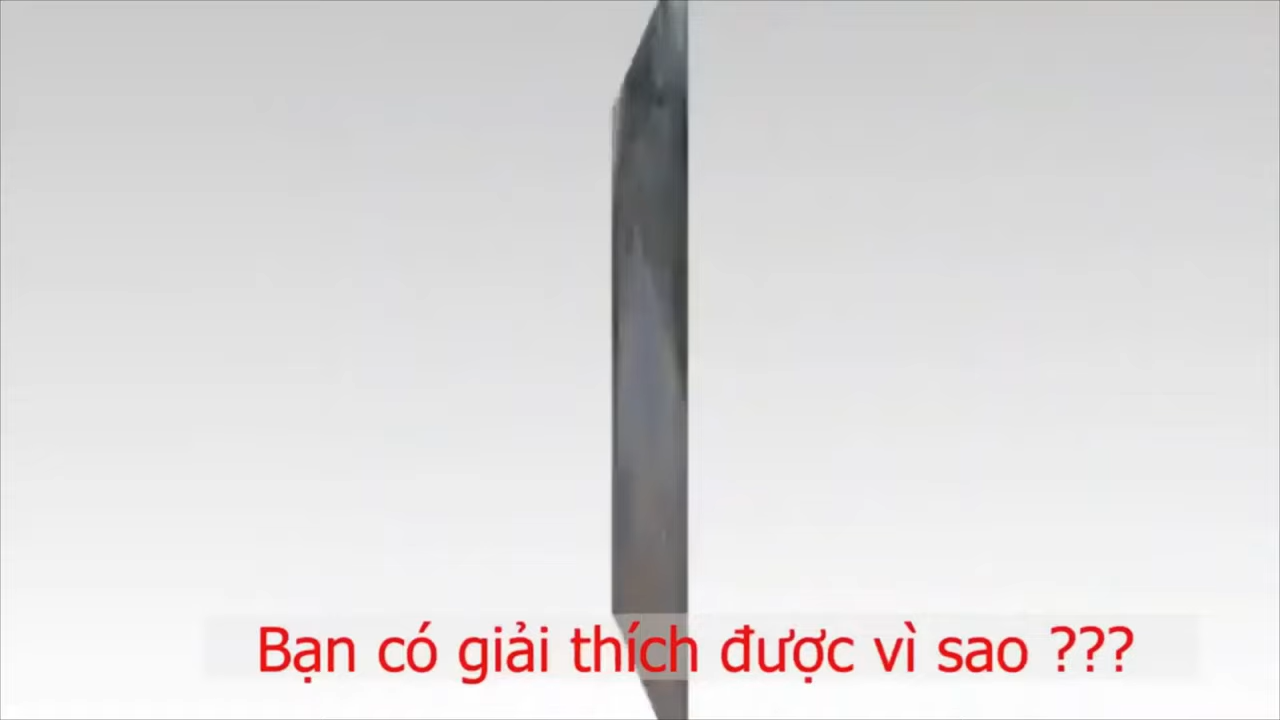 Bạn có giải thích được vì sao ???